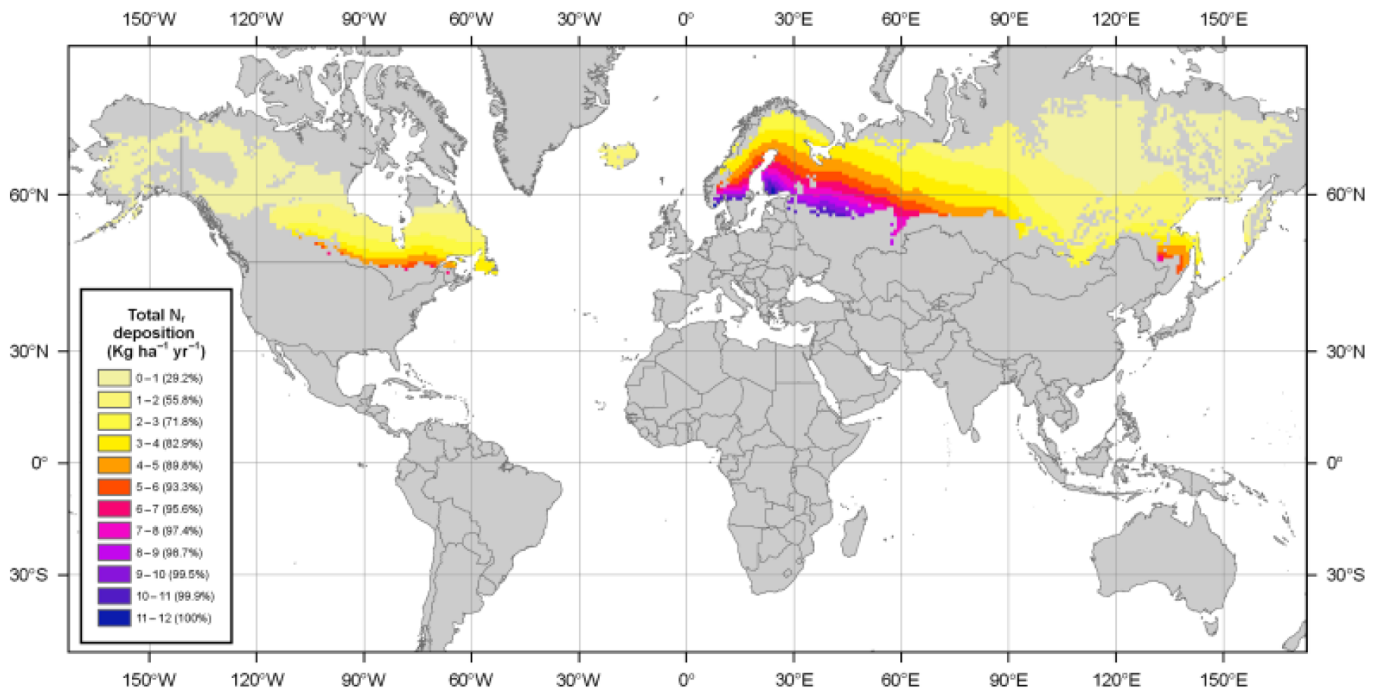 150°W 120°W 90°W 60°W 30°W 0° 30°E 60°E 90°E 120°E 150°E
60°N 60°N
Total Nr
deposition
(Kg ha−1 yr−1)
30°N 30°N
0–1 (29.2%)
1–2 (55.8%)
2–3 (71.8%)
3–4 (82.9%)
0° 0°
4–5 (89.8%)
5–6 (93.3%)
6–7 (95.6%)
7–8 (97.4%)
8–9 (98.7%)
30°S 30°S
9–10 (99.5%)
10–11 (99.9%)
11–12 (100%)
150°W 120°W 90°W 60°W 30°W 0° 30°E 60°E 90°E 120°E 150°E